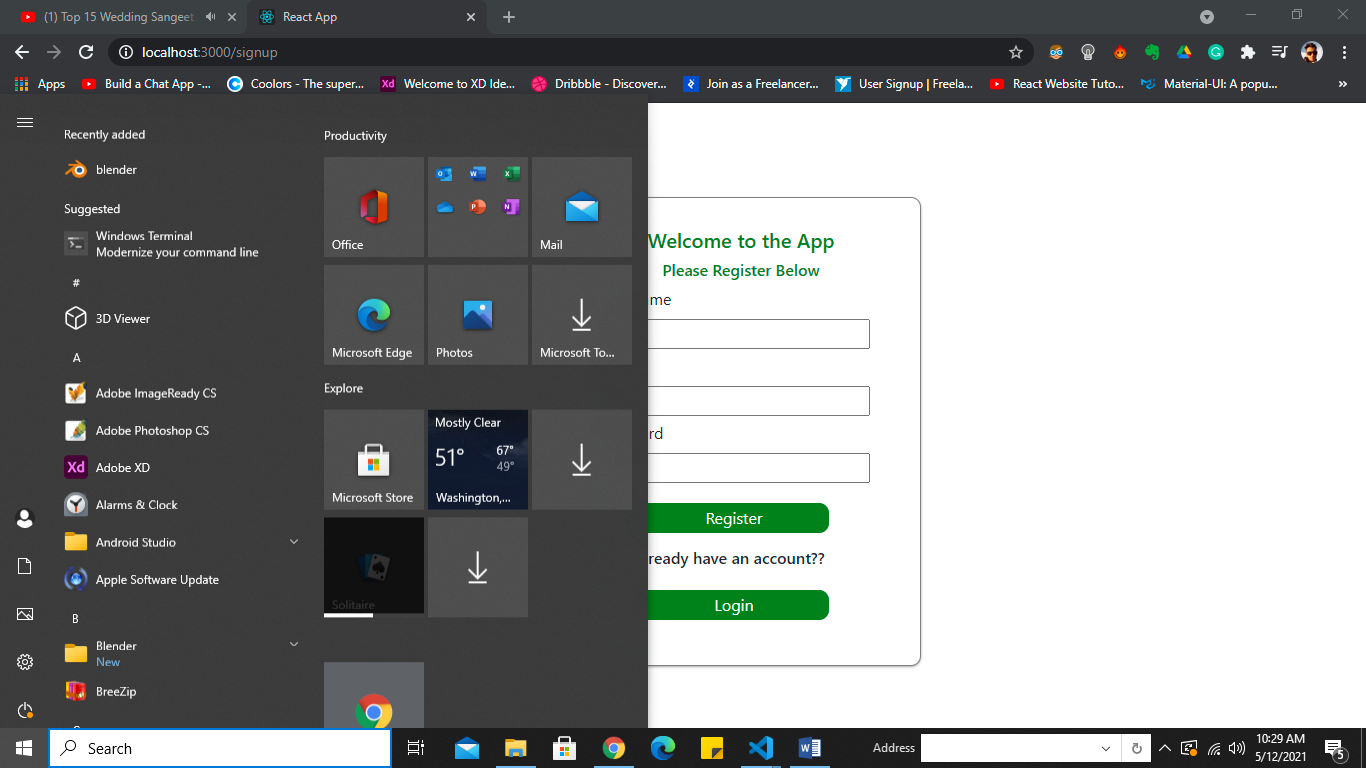 (1) Top 15 Wedding Sangeet
React App
localhost:3000/signup
Apps
Build a Chat App -...
Coolors - The super...
Welcome to XD Ide...
Dribbble - Discover...
Join as a Freelancer...
User Signup | Freela...
React Website Tuto...
Material-UI: A popu...
»
Recently added
blender
Suggested
Windows Terminal
Modernize your command line
#
3D Viewer
A
Adobe ImageReady CS
Adobe Photoshop CS
Xd Adobe XD
Alarms & Clock
Android Studio
Apple Software Update
B
Blender
New
BreeZip
Productivity
Office
Mail
Microsoft Edge
Photos
Microsoft To...
Explore
Microsoft Store
Mostly Clear
51° 67°
49°
Washington,...
Solitaire
Welcome to the App
Please Register Below
me
rd
Register
ready have an account??
Login
Search
Address
10:29 AM
5/12/2021
5